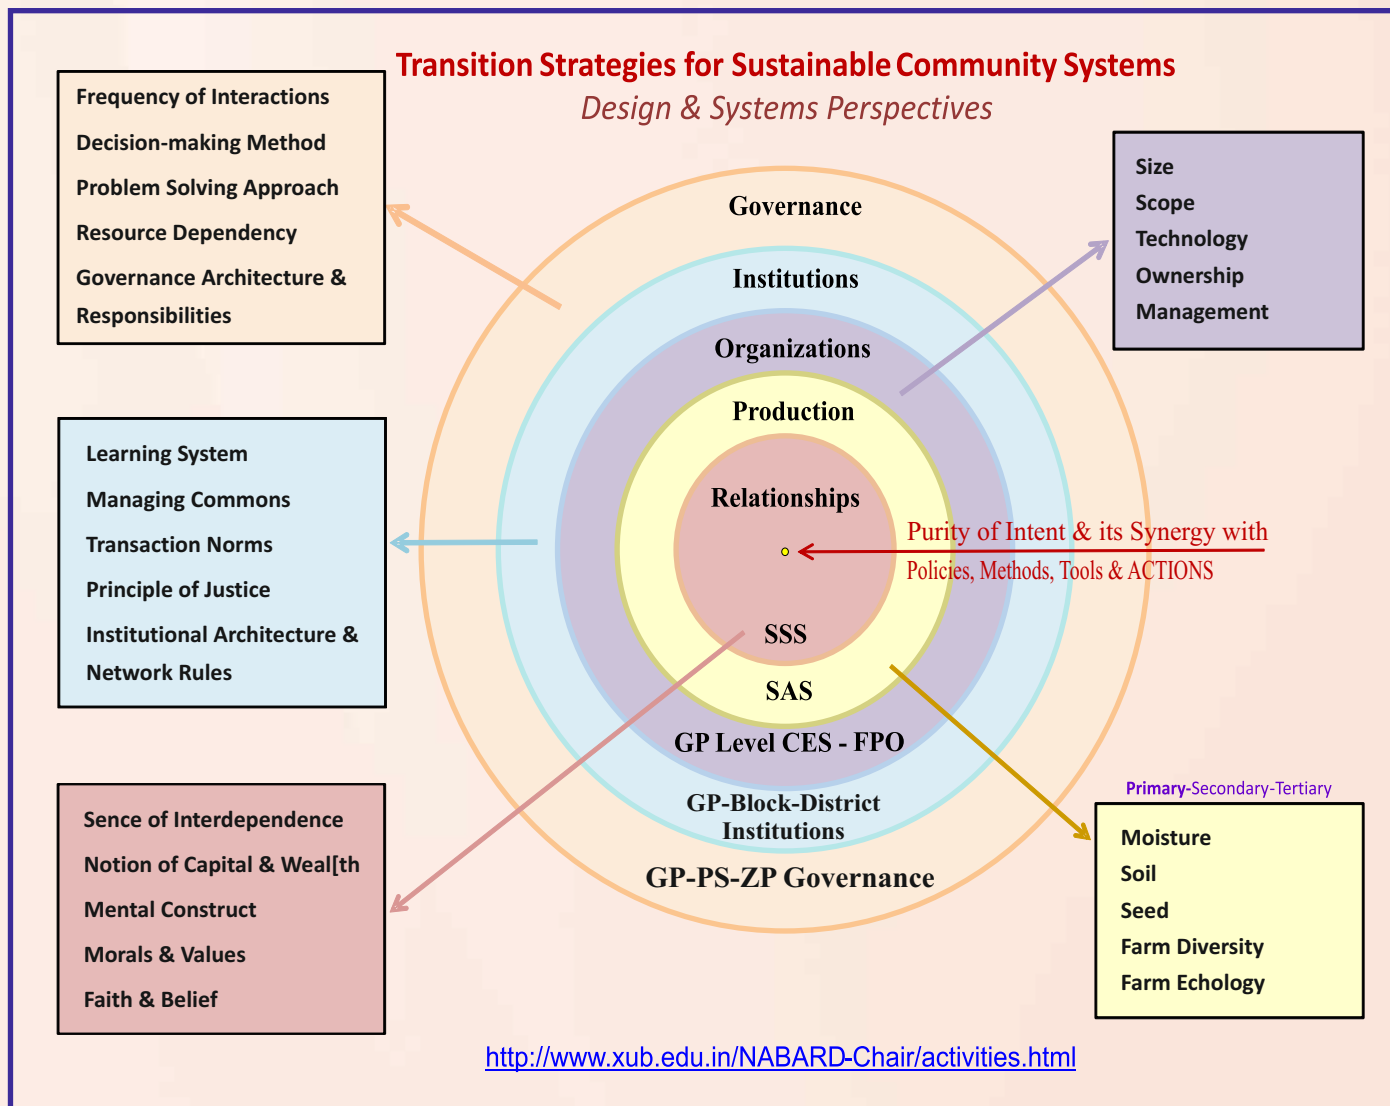 Transition Strategies for Sustainable Community Systems
Design & Systems Perspectives
Frequency of Interactions
Decision-making Method
Problem Solving Approach
Resource Dependency
Governance Architecture &
Responsibilities
Size
Scope
Technology
Ownership
Management
Governance
Institutions
Organizations
Production
Relationships
Purity of Intent & its Synergy with
Policies, Methods, Tools & ACTIONS
SSS
SAS
GP Level CES - FPO
GP-Block-District
Institutions
GP-PS-ZP Governance
Learning System
Managing Commons
Transaction Norms
Principle of Justice
Institutional Architecture &
Network Rules
Sence of Interdependence
Notion of Capital & Weal[th
Mental Construct
Morals & Values
Faith & Belief
Primary-Secondary-Tertiary
Moisture
Soil
Seed
Farm Diversity
Farm Echology
http://www.xub.edu.in/NABARD-Chair/activities.html